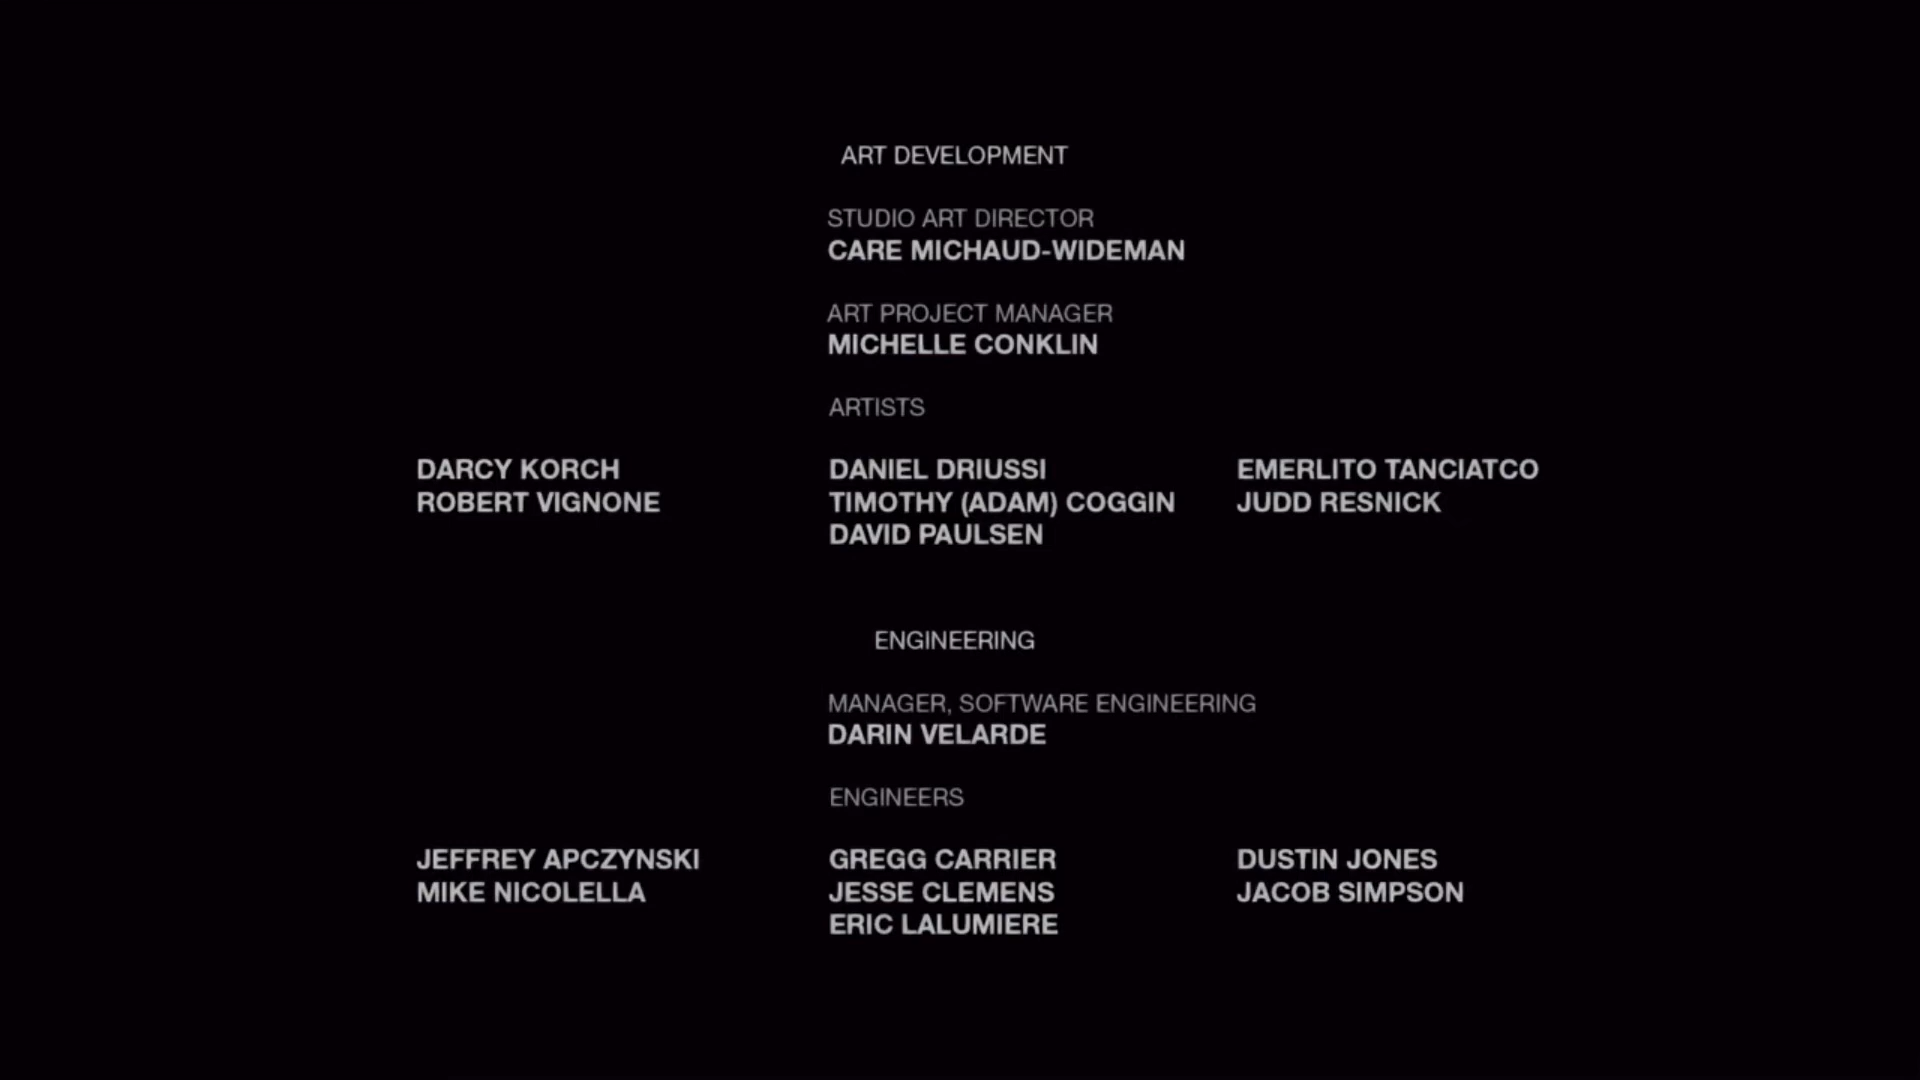 ART DEVELOPMENT
STUDIO ART DIRECTOR
CARE MICHAUD-WIDEMAN
ART PROJECT MANAGER
MICHELLE CONKLIN
ARTISTS
DARCY KORCH DANIEL DRIUSSI EMERLITO TANCIATCO
ROBERT VIGNONE TIMOTHY (ADAM) COGGIN JUDD RESNICK
DAVID PAULSEN
ENGINEERING
MANAGER, SOFTWARE ENGINEERING
DARIN VELARDE
ENGINEERS
JEFFREY APCZYNSKI GREGG CARRIER DUSTIN JONES
MIKE NICOLELLA JESSE CLEMENS JACOB SIMPSON
ERIC LALUMIERE